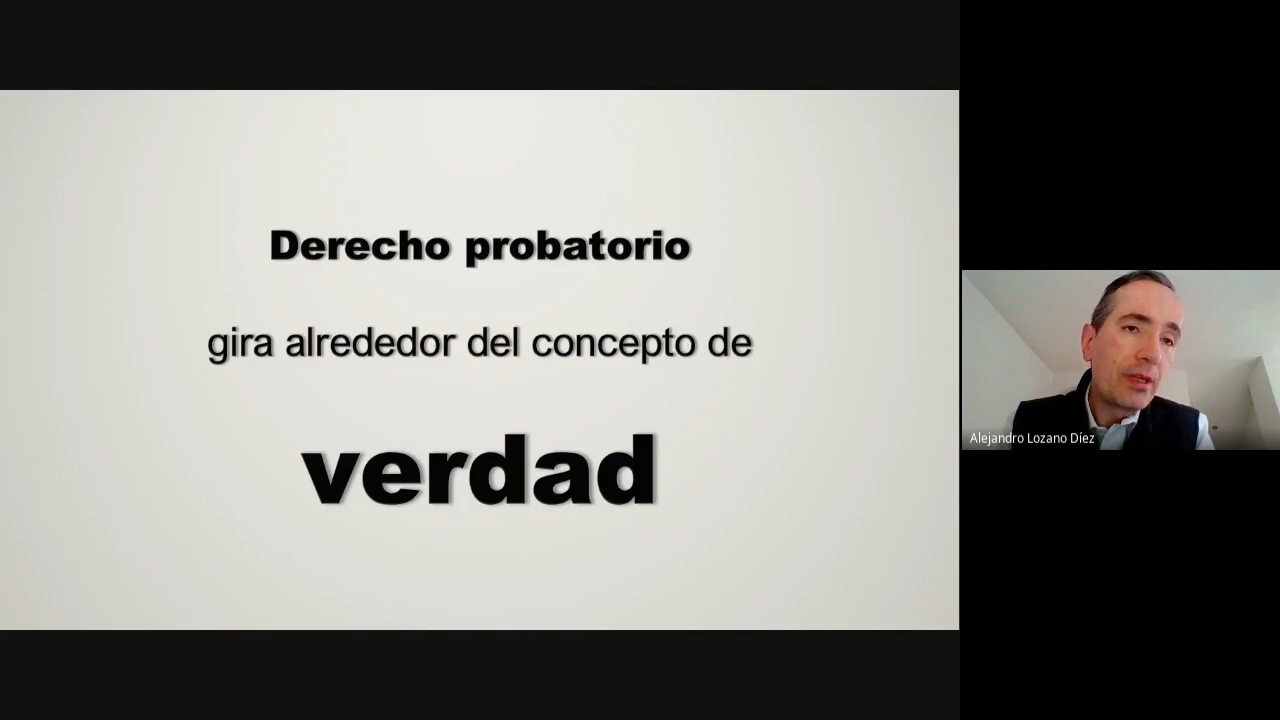 Derecho probatorio
gira alrededor del concepto de
verdad
Alejandro Lozano Díez